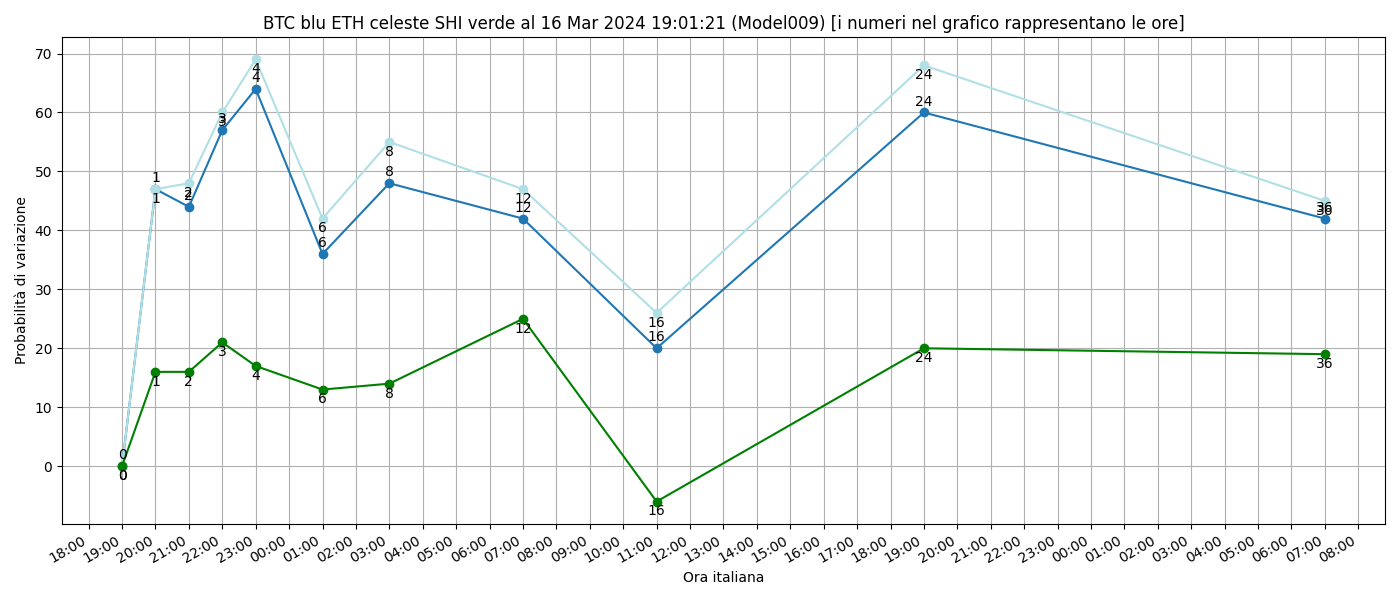 BTC blu ETH celeste SHI verde al 16 Mar 2024 19:01:21 (Model009) [i numeri nel grafico rappresentano le ore]
Probabilità di variazione
70
60
50
40
30
20
10
0
0 1 2 3 4 6 8 12 16 24 36
0 1 2 3 4 6 8 12 16 24 36
0 1 2 3 4 6 8 12 16 24 36
18:00 19:00 20:00 21:00 22:00 23:00 00:00 01:00 02:00 03:00 04:00 05:00 06:00 07:00 08:00 09:00 10:00 11:00 12:00 13:00 14:00 15:00 16:00 17:00 18:00 19:00 20:00 21:00 22:00 23:00 00:00 01:00 02:00 03:00 04:00 05:00 06:00 07:00 08:00
Ora italiana